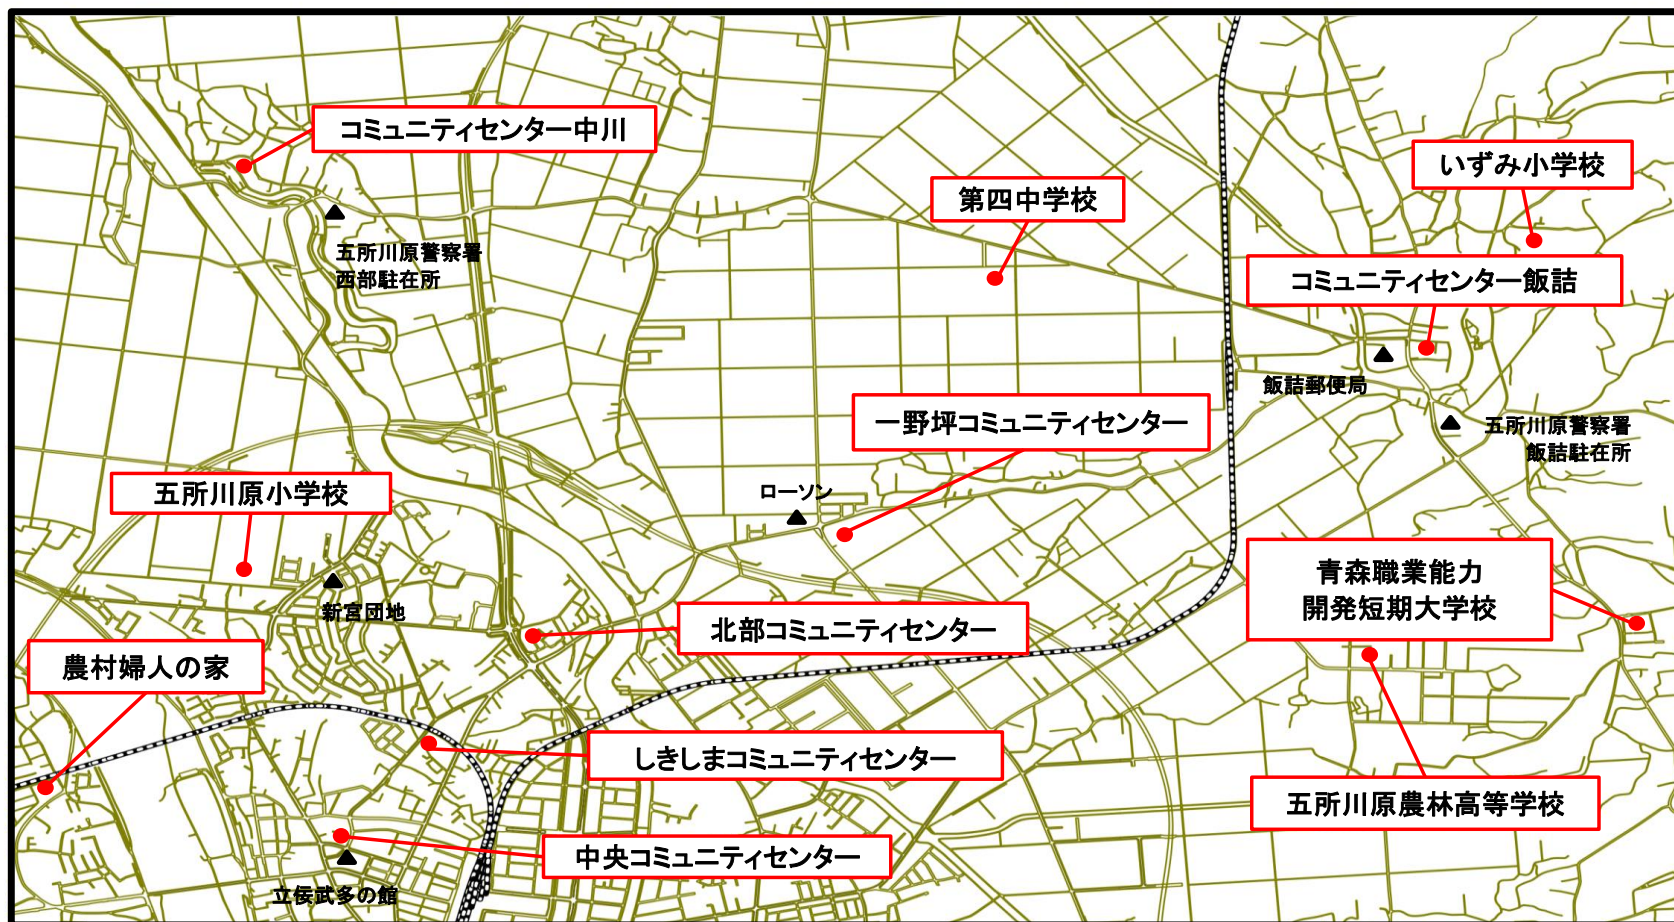 コミュニティセンター中川
いずみ小学校
第四中学校
五所川原警察署
西部駐在所
コミュニティセンター飯詰
飯詰郵便局
一野坪コミュニティセンター
五所川原警察署
飯詰駐在所
五所川原小学校
ローソン
青森職業能力
開発短期大学校
新宮団地
北部コミュニティセンター
農村婦人の家
しきしまコミュニティセンター
五所川原農林高等学校
中央コミュニティセンター
立佞武多の館